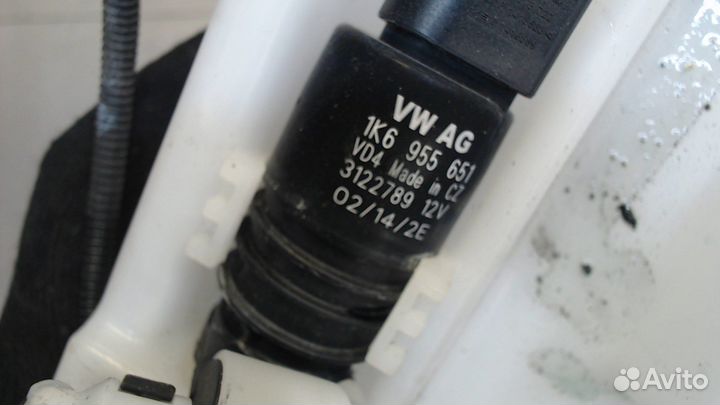 VW AG
1K6 955 651
VD4 Made in CZ
3122789 12V
02/14/2E
Avito